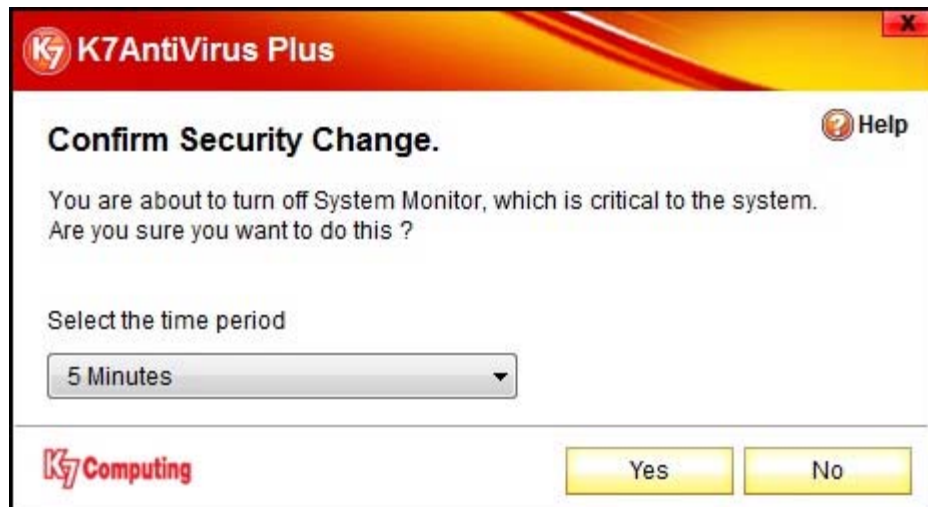 K7AntiVirus Plus
X
Help
Confirm Security Change.
You are about to turn off System Monitor, which is critical to the system.
Are you sure you want to do this ?
Select the time period
5 Minutes
K7 Computing
Yes
No